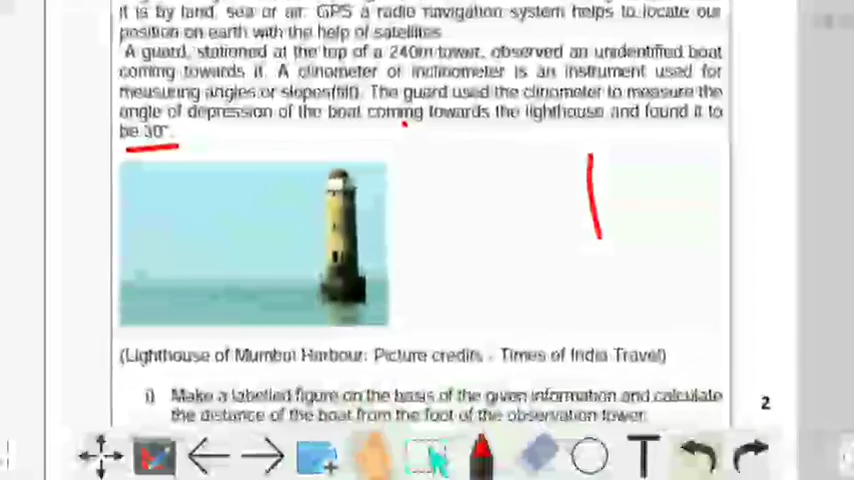 it is by land, sea or air. GPS a radio navigation system helps to locate our
position on earth with the help of satellites.
A guard, stationed at the top of a 240m tower, observed an unidentified boat
coming towards it. A clinometer or inclinometer is an instrument used for
measuring angles or slopes(tilt). The guard used the clinometer to measure the
angle of depression of the boat coming towards the lighthouse and found it to
be 30°.
(Lighthouse of Mumbai Harbour. Picture credits - Times of India Travel)
i) Make a labelled figure on the basis of the given information and calculate
the distance of the boat from the foot of the observation tower.
2
T